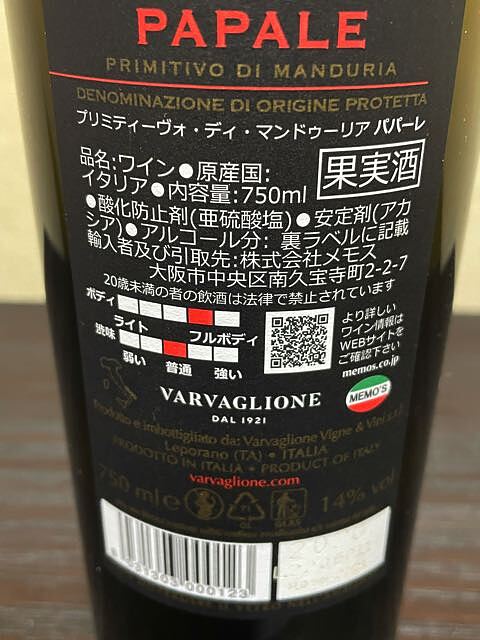 PAPALE
PRIMITIVO DI MANDURIA
DENOMINAZIONE DI ORIGINE PROTETTA
プリミティーヴォ・ディ・マンドゥーリア パパーレ
品名:ワイン●原産国:
イタリア●内容量:750ml
果実酒
●酸化防止剤(亜硫酸塩)●安定剤(アカ
シア)●アルコール分: 裏ラベルに記載
輸入者及び引取先:株式会社メモス
大阪市中央区南久宝寺町2-2-7
20歳未満の者の飲酒は法律で禁止されています
ボディ
ライト フルボディ
渋味
弱い 普通 強い
より詳しい
ワイン情報は
WEBサイトを
ご確認下さい
memos.co.jp
MEMO'S
VARVAGLIONE
DAL 1921
Prodotto e imbottigliato da: Varvaglione Vigne & Vini s.r.l.
Leporano (TA) • ITALIA
PRODOTTO IN ITALIA • PRODUCT OF ITALY
varvaglione.com
750 ml e
GL
GLAS
14% vol
000123